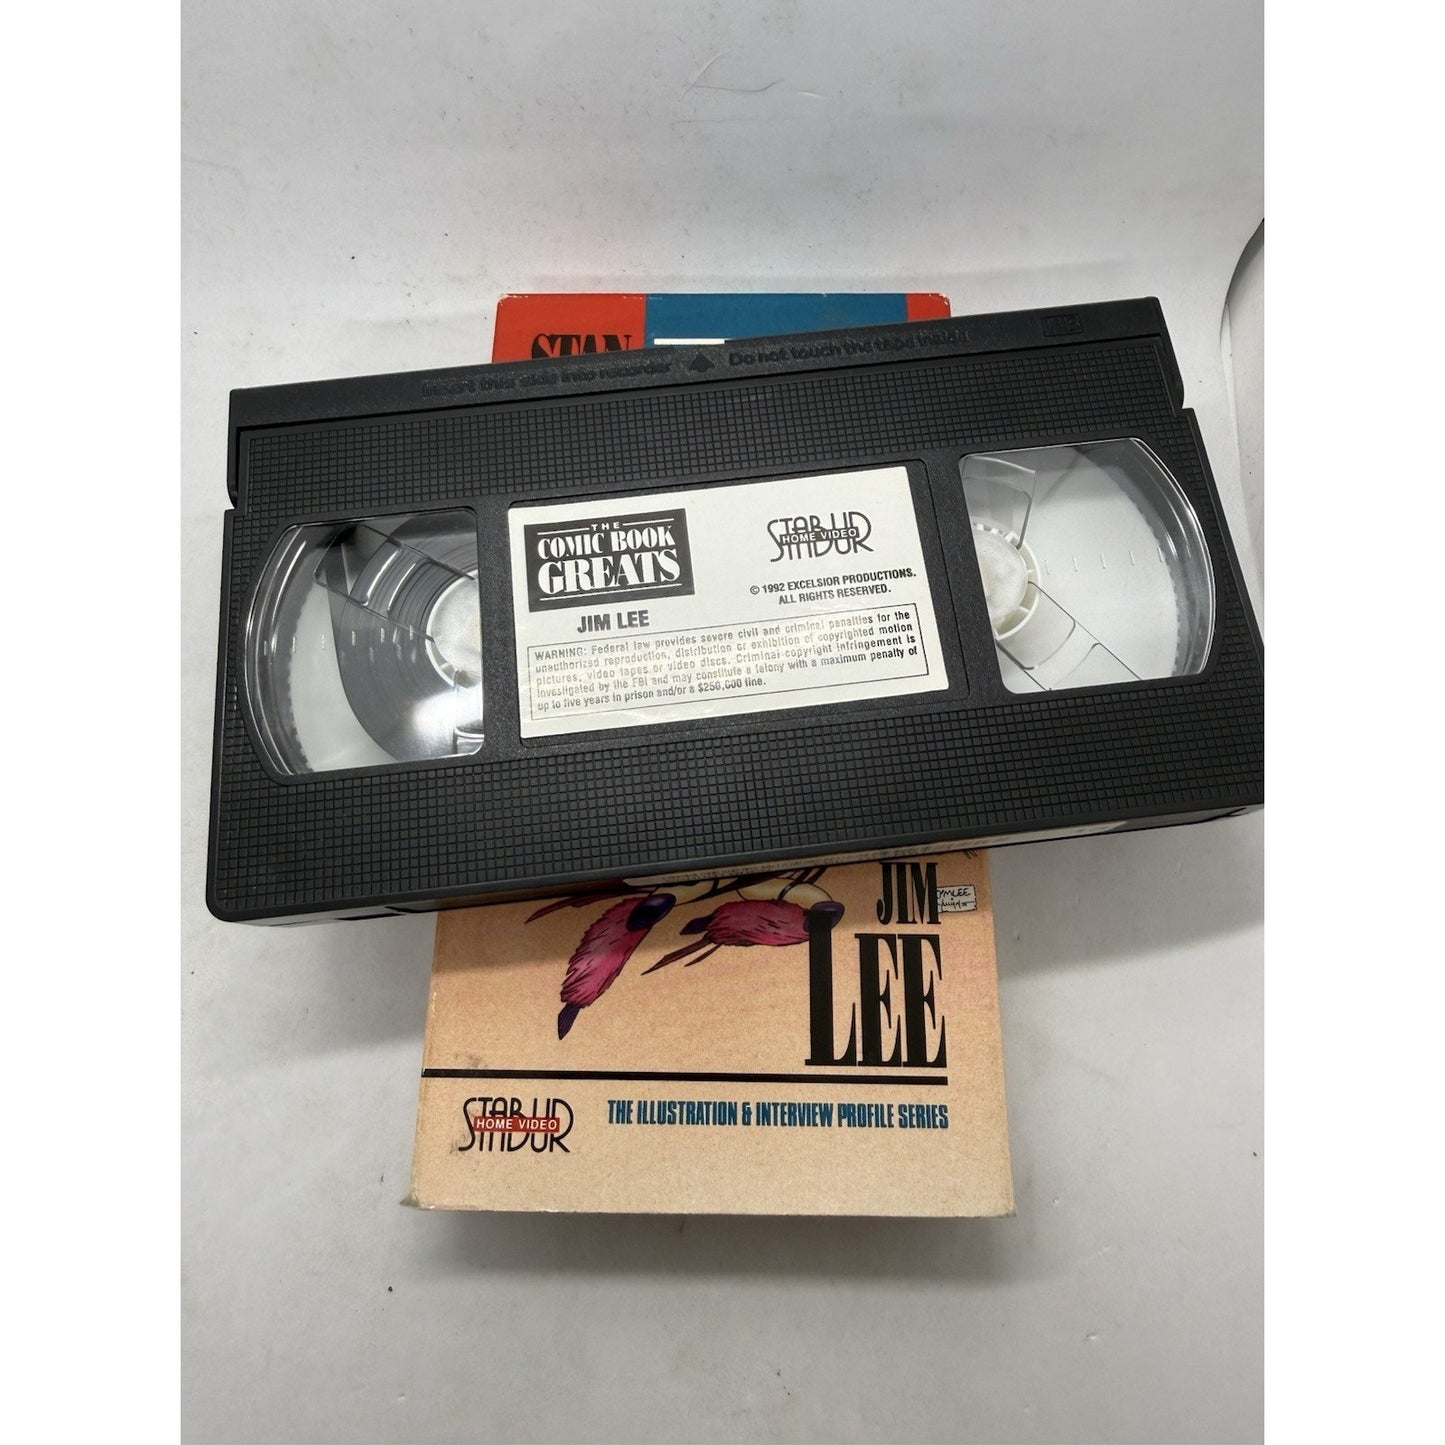 STAN
Insert this side into recorder
Do not touch the tape inside
VHS
THE
COMIC BOOK
GREATS
JIM LEE
STARBUR
HOME VIDEO
© 1992 EXCELSIOR PRODUCTIONS.
ALL RIGHTS RESERVED.
WARNING: Federal law provides severe civil and criminal penalties for the
unauthorized reproduction, distribution or exhibition of copyrighted motion
pictures, video tapes or video discs. Criminal copyright infringement is
investigated by the FBI and may constitute a felony with a maximum penalty of
up to five years in prison and/or a $250,000 fine.
JIM
LEE
HOME VIDEO
THE ILLUSTRATION & INTERVIEW PROFILE SERIES